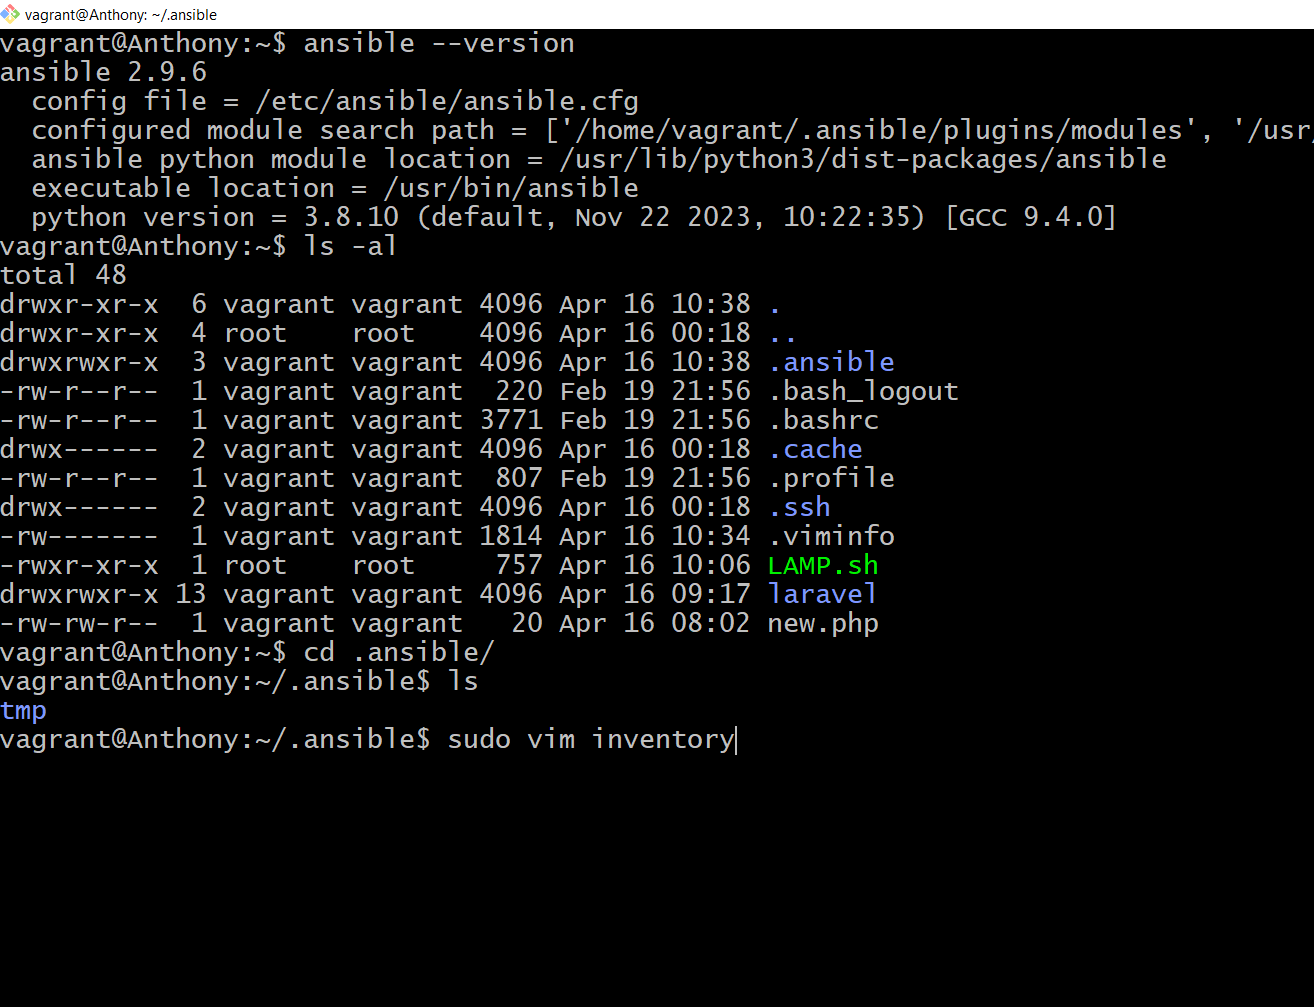 vagrant@Anthony: ~/.ansible
vagrant@Anthony:~$ ansible --version
ansible 2.9.6
  config file = /etc/ansible/ansible.cfg
  configured module search path = ['/home/vagrant/.ansible/plugins/modules', '/usr/
  ansible python module location = /usr/lib/python3/dist-packages/ansible
  executable location = /usr/bin/ansible
  python version = 3.8.10 (default, Nov 22 2023, 10:22:35) [GCC 9.4.0]
vagrant@Anthony:~$ ls -al
total 48
drwxr-xr-x  6 vagrant vagrant 4096 Apr 16 10:38 .
drwxr-xr-x  4 root    root    4096 Apr 16 00:18 ..
drwxrwxr-x  3 vagrant vagrant 4096 Apr 16 10:38 .ansible
-rw-r--r--  1 vagrant vagrant  220 Feb 19 21:56 .bash_logout
-rw-r--r--  1 vagrant vagrant 3771 Feb 19 21:56 .bashrc
drwx------  2 vagrant vagrant 4096 Apr 16 00:18 .cache
-rw-r--r--  1 vagrant vagrant  807 Feb 19 21:56 .profile
drwx------  2 vagrant vagrant 4096 Apr 16 00:18 .ssh
-rw-------  1 vagrant vagrant 1814 Apr 16 10:34 .viminfo
-rwxr-xr-x  1 root    root     757 Apr 16 10:06 LAMP.sh
drwxrwxr-x 13 vagrant vagrant 4096 Apr 16 09:17 laravel
-rw-rw-r--  1 vagrant vagrant   20 Apr 16 08:02 new.php
vagrant@Anthony:~$ cd .ansible/
vagrant@Anthony:~/.ansible$ ls
tmp
vagrant@Anthony:~/.ansible$ sudo vim inventory